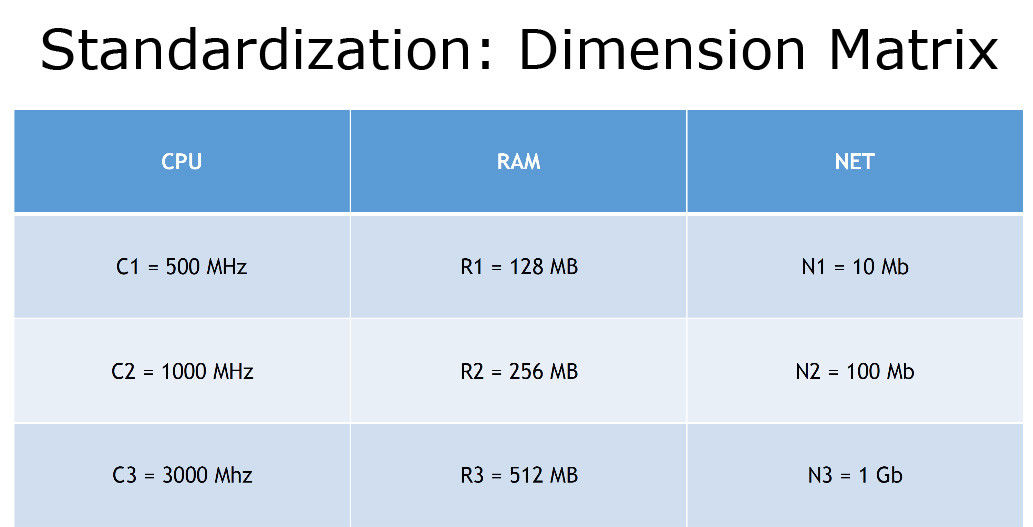 Standardization: Dimension Matrix
CPU RAM NET
C1 = 500 MHz R1 = 128 MB N1 = 10 Mb
C2 = 1000 MHz R2 = 256 MB N2 = 100 Mb
C3 = 3000 Mhz R3 = 512 MB N3 = 1 Gb